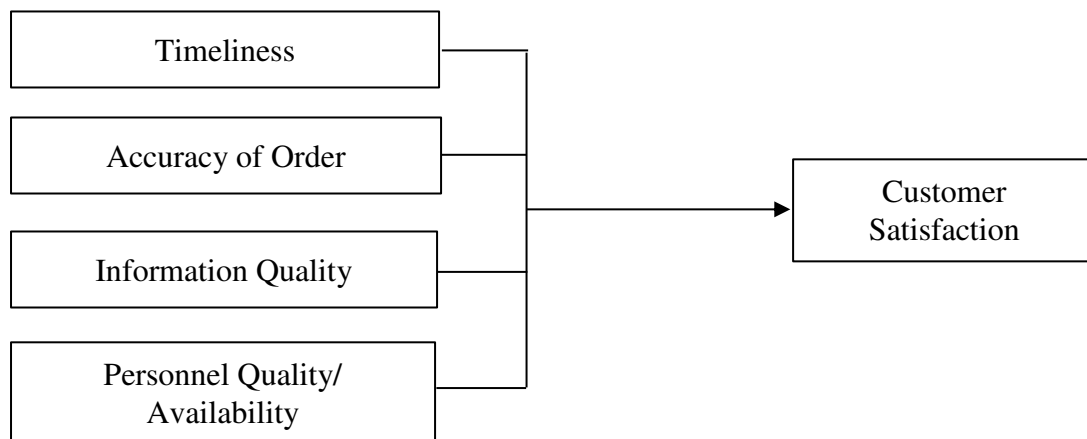 Timeliness
Accuracy of Order
Information Quality
Personnel Quality/
Availability
Customer
Satisfaction